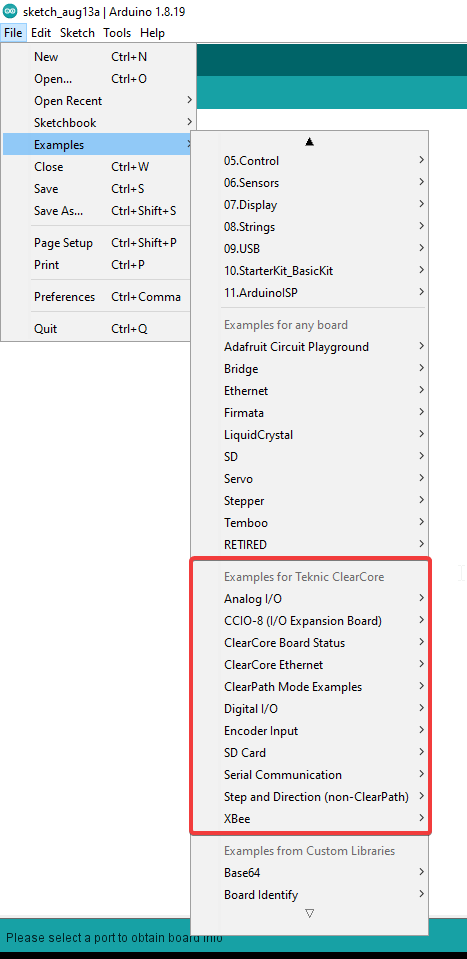 sketch_aug13a | Arduino 1.8.19
File Edit Sketch Tools Help
New Ctrl+N
Open... Ctrl+O
Open Recent
Sketchbook
Examples
Close Ctrl+W
Save Ctrl+S
Save As... Ctrl+Shift+S
Page Setup Ctrl+Shift+P
Print Ctrl+P
Preferences Ctrl+Comma
Quit Ctrl+Q
05.Control
06.Sensors
07.Display
08.Strings
09.USB
10.StarterKit_BasicKit
11.ArduinoISP
Examples for any board
Adafruit Circuit Playground
Bridge
Ethernet
Firmata
LiquidCrystal
SD
Servo
Stepper
Temboo
RETIRED
Examples for Teknic ClearCore
Analog I/O
CCIO-8 (I/O Expansion Board)
ClearCore Board Status
ClearCore Ethernet
ClearPath Mode Examples
Digital I/O
Encoder Input
SD Card
Serial Communication
Step and Direction (non-ClearPath)
XBee
Examples from Custom Libraries
Base64
Board Identify
Please select a port to obtain board info